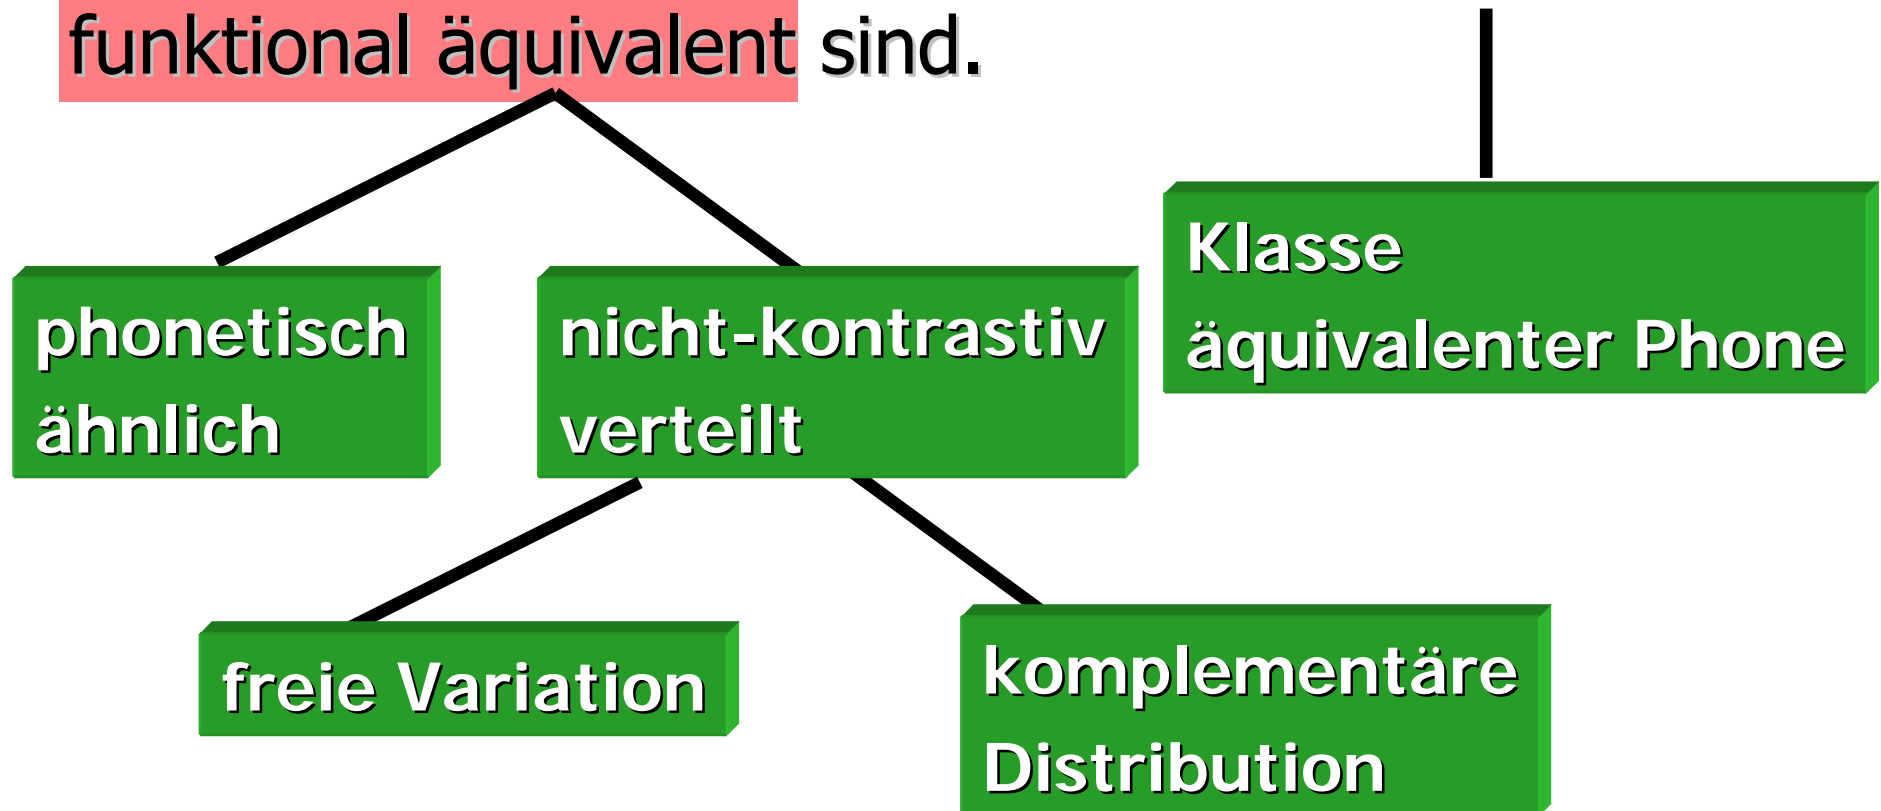 funktional äquivalent sind.
Klasse
äquivalenter Phone
phonetisch
ähnlich
nicht-kontrastiv
verteilt
freie Variation
komplementäre
Distribution